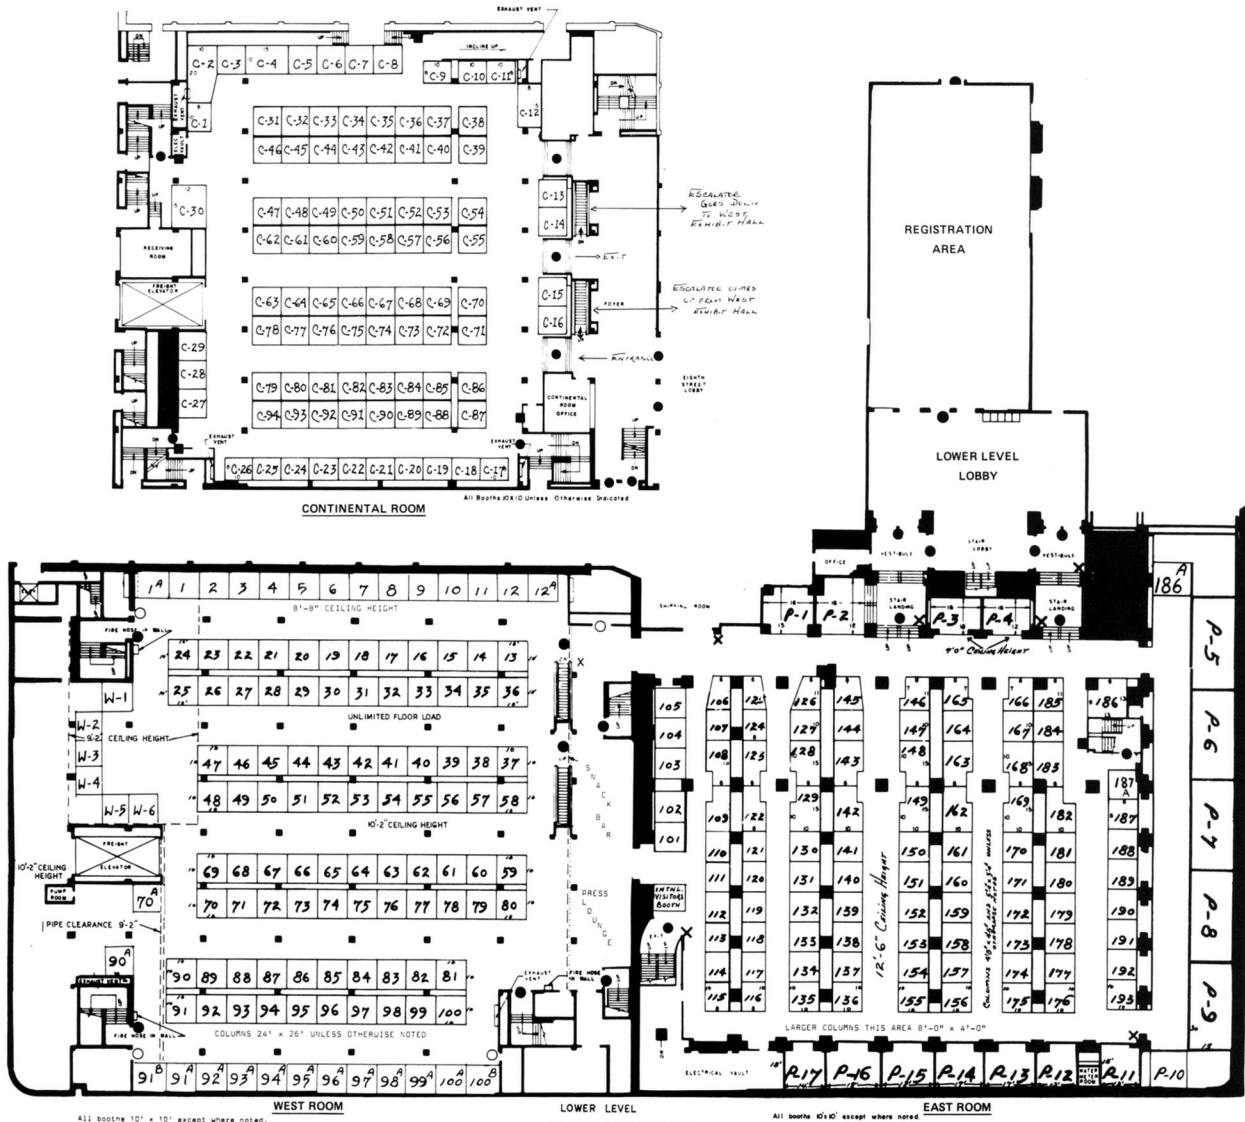 EXHAUST VENT
DN
UP
UP
INCLINE UP
C-2 C-3 C-4 C-5 C-6 C-7 C-8
C-9 C-10 C-11
C-12
C-1
EXHAUST VENT
ELEC VAULT
C-31 C-32 C-33 C-34 C-35 C-36 C-37 C-38
C-46 C-45 C-44 C-43 C-42 C-41 C-40 C-39
C-30
C-13
C-14
ESCALATER
GOES DOWN
TO WEST
EXHIBIT HALL
C-47 C-48 C-49 C-50 C-51 C-52 C-53 C-54
C-62 C-61 C-60 C-59 C-58 C-57 C-56 C-55
RECEIVING
ROOM
EXIT
FREIGHT
ELEVATOR
C-15
C-16
FOYER
ESCALATER COMES
UP FROM WEST
EXHIBIT HALL
C-63 C-64 C-65 C-66 C-67 C-68 C-69 C-70
C-78 C-77 C-76 C-75 C-74 C-73 C-72 C-71
C-29
C-28
C-27
ENTRANCE
C-79 C-80 C-81 C-82 C-83 C-84 C-85 C-86
C-94 C-93 C-92 C-91 C-90 C-89 C-88 C-87
CONTINENTAL
ROOM
OFFICE
EIGHTH
STREET
LOBBY
EXHAUST
VENT
EXHAUST
VENT
C-26 C-25 C-24 C-23 C-22 C-21 C-20 C-19 C-18 C-17
All Booths 10X10 Unless Otherwise Indicated
CONTINENTAL ROOM
REGISTRATION
AREA
LOWER LEVEL
LOBBY
VESTIBULE
STAIR
LOBBY
VESTIBULE
OFFICE
STAIR
LANDING
STAIR
LANDING
SHIPPING ROOM
P-1 P-2 P-3 P-4
9'0" CEILING HEIGHT
1A 1 2 3 4 5 6 7 8 9 10 11 12 12A
8'-8" CEILING HEIGHT
FIRE HOSE IN WALL
24 23 22 21 20 19 18 17 16 15 14 13
25 26 27 28 29 30 31 32 33 34 35 36
UNLIMITED FLOOR LOAD
W-1
W-2
9'-2" CEILING HEIGHT
W-3
W-4
W-5 W-6
47 46 45 44 43 42 41 40 39 38 37
48 49 50 51 52 53 54 55 56 57 58
10'-2" CEILING HEIGHT
SNACK BAR
FREIGHT
ELEVATOR
10'-2" CEILING
HEIGHT
PUMP
ROOM
70A
69 68 67 66 65 64 63 62 61 60 59
70 71 72 73 74 75 76 77 78 79 80
PRESS LOUNGE
PIPE CLEARANCE 9'-2"
90A
EXHAUST VENT
90 89 88 87 86 85 84 83 82 81
91 92 93 94 95 96 97 98 99 100
EXHAUST
VENT
FIRE HOSE
IN WALL
FIRE HOSE IN WALL
COLUMNS 24' x 26' UNLESS OTHERWISE NOTED
91B 91A 92A 93A 94A 95A 96A 97A 98A 99A 100A 100B
WEST ROOM
All booths 10' x 10' except where noted.
LOWER LEVEL
105
104
103
102
101
INTNL.
VISITORS
BOOTH
EXIT
106 125 126 145 146 165 166 185 186
107 124 127 144 147 164 167 184
108 123 128 143 148 163 168 183
109 122 129 142 149 162 169 182
110 121 130 141 150 161 170 181
111 120 131 140 151 160 171 180
112 119 132 139 152 159 172 179
113 118 133 138 153 158 173 178
114 117 134 137 154 157 174 177
115 116 135 136 155 156 175 176
12'-6" CEILING HEIGHT
187A
187
188
189
190
191
192
193
186A
P-5
P-6
P-7
P-8
P-9
LARGER COLUMNS THIS AREA 8'-0" x 4'-0"
ELECTRICAL VAULT
P-17 P-16 P-15 P-14 P-13 P-12
WATER
METER
ROOM
P-11 P-10
EAST ROOM
All booths 10'x10' except where noted.